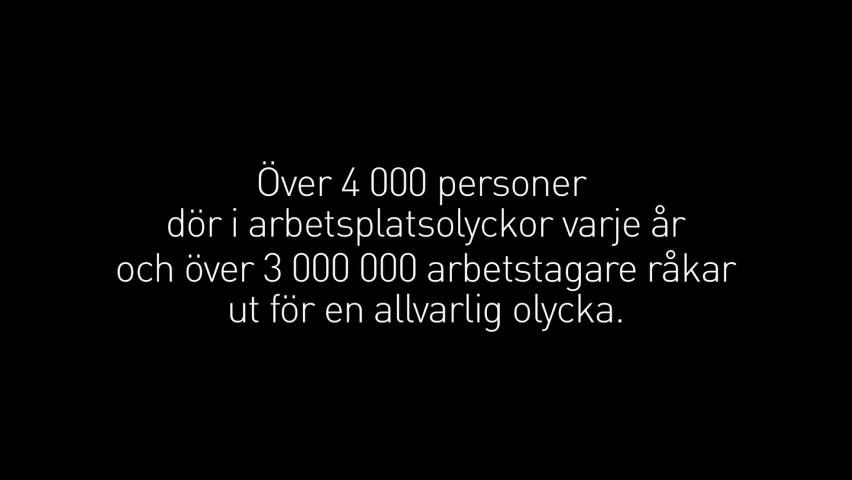 Över 4 000 personer
dör i arbetsplatsolyckor varje år
och över 3 000 000 arbetstagare råkar
ut för en allvarlig olycka.